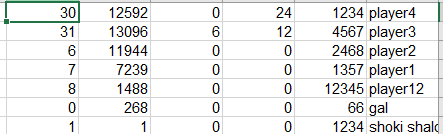 30 12592 0 24 1234 player4
31 13096 6 12 4567 player3
6 11944 0 0 2468 player2
7 7239 0 0 1357 player1
8 1488 0 0 12345 player12
0 268 0 0 66 gal
1 1 0 0 1234 shoki